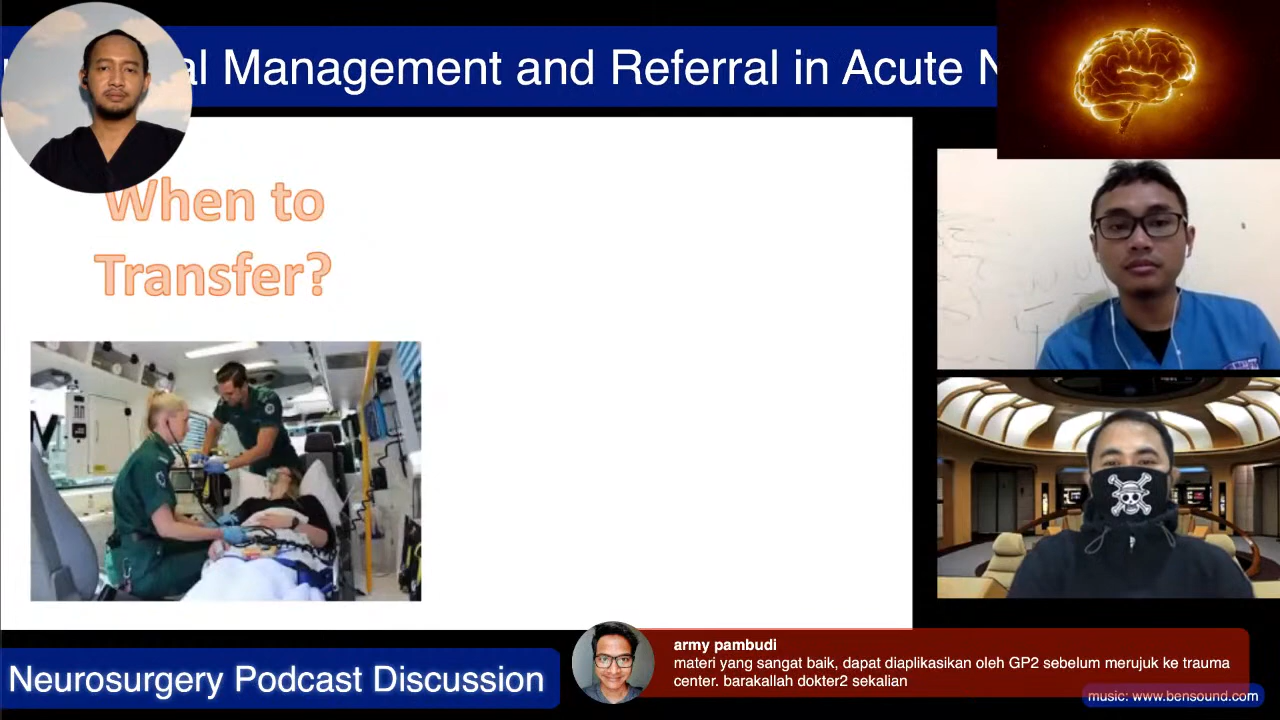 al Management and Referral in Acute N
When to
Transfer?
army pambudi
materi yang sangat baik, dapat diaplikasikan oleh GP2 sebelum merujuk ke trauma
center. barakallah dokter2 sekalian
Neurosurgery Podcast Discussion
music: www.bensound.com